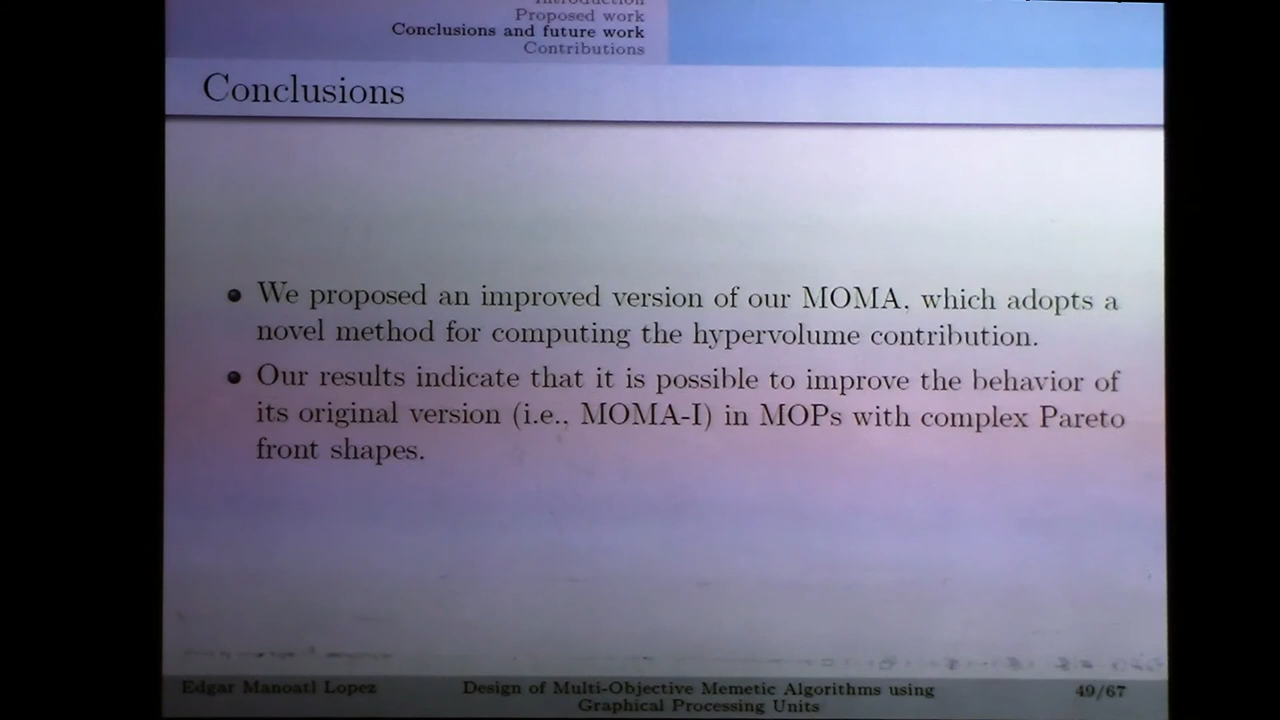 Introduction
Proposed work
Conclusions and future work
Contributions
Conclusions
We proposed an improved version of our MOMA, which adopts a
novel method for computing the hypervolume contribution.
Our results indicate that it is possible to improve the behavior of
its original version (i.e., MOMA-I) in MOPs with complex Pareto
front shapes.
Edgar Manoatl Lopez
Design of Multi-Objective Memetic Algorithms using
Graphical Processing Units
49/67